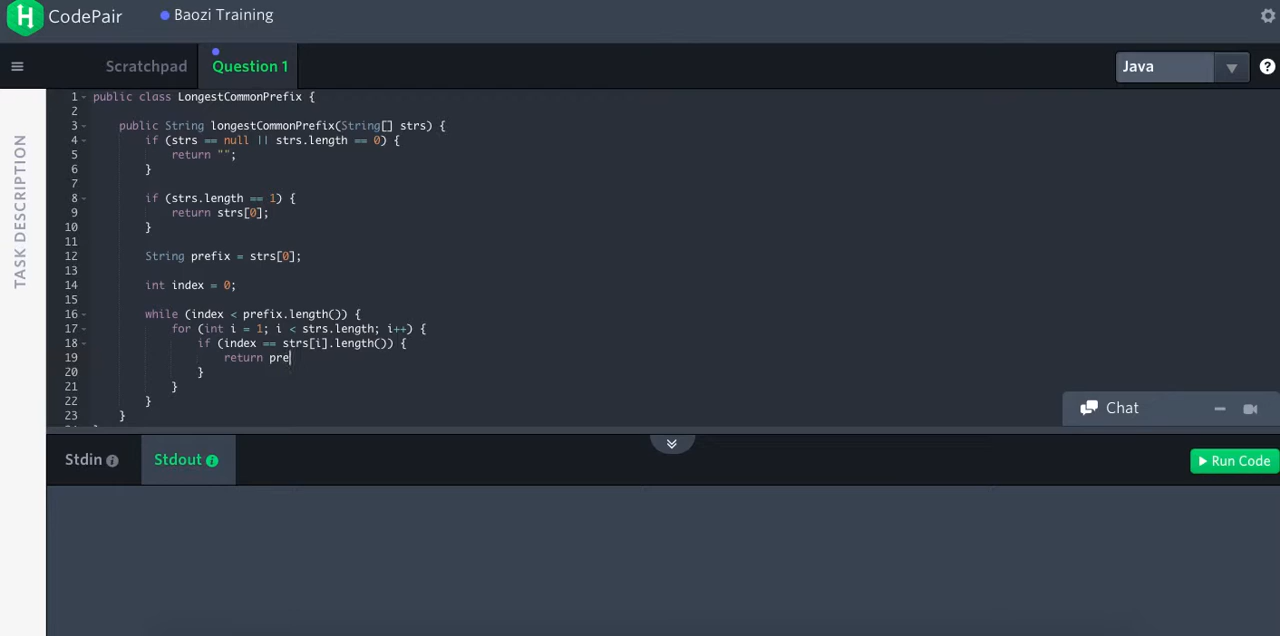 CodePair
Baozi Training
Scratchpad
Question 1
Java
?
TASK DESCRIPTION
1 public class LongestCommonPrefix {
2
3 public String longestCommonPrefix(String[] strs) {
4 if (strs == null || strs.length == 0) {
5 return "";
6 }
7
8 if (strs.length == 1) {
9 return strs[0];
10 }
11
12 String prefix = strs[0];
13
14 int index = 0;
15
16 while (index < prefix.length()) {
17 for (int i = 1; i < strs.length; i++) {
18 if (index == strs[i].length()) {
19 return pre
20 }
21 }
22 }
23 }
Chat
Stdin
Stdout
Run Code